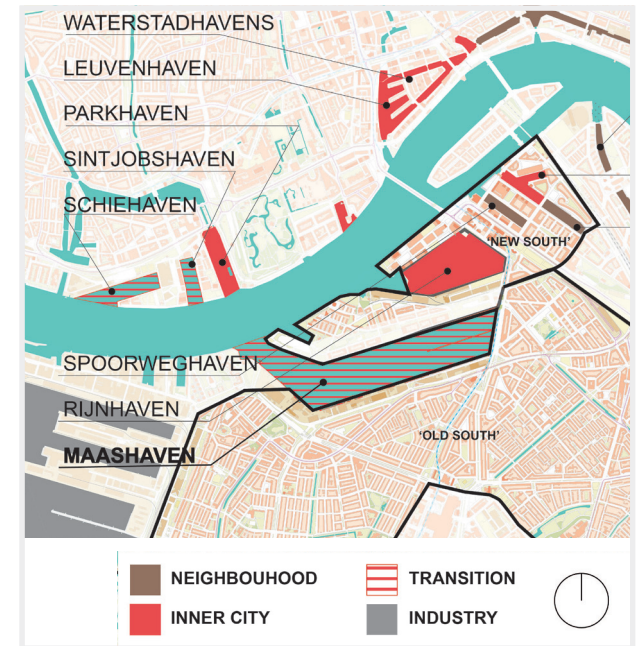 WATERSTADHAVENS
LEUVENHAVEN
PARKHAVEN
SINTJOBSHAVEN
SCHIEHAVEN
'NEW SOUTH'
SPOORWEGHAVEN
RIJNHAVEN
'OLD SOUTH'
MAASHAVEN
NEIGHBOUHOOD
TRANSITION
INNER CITY
INDUSTRY